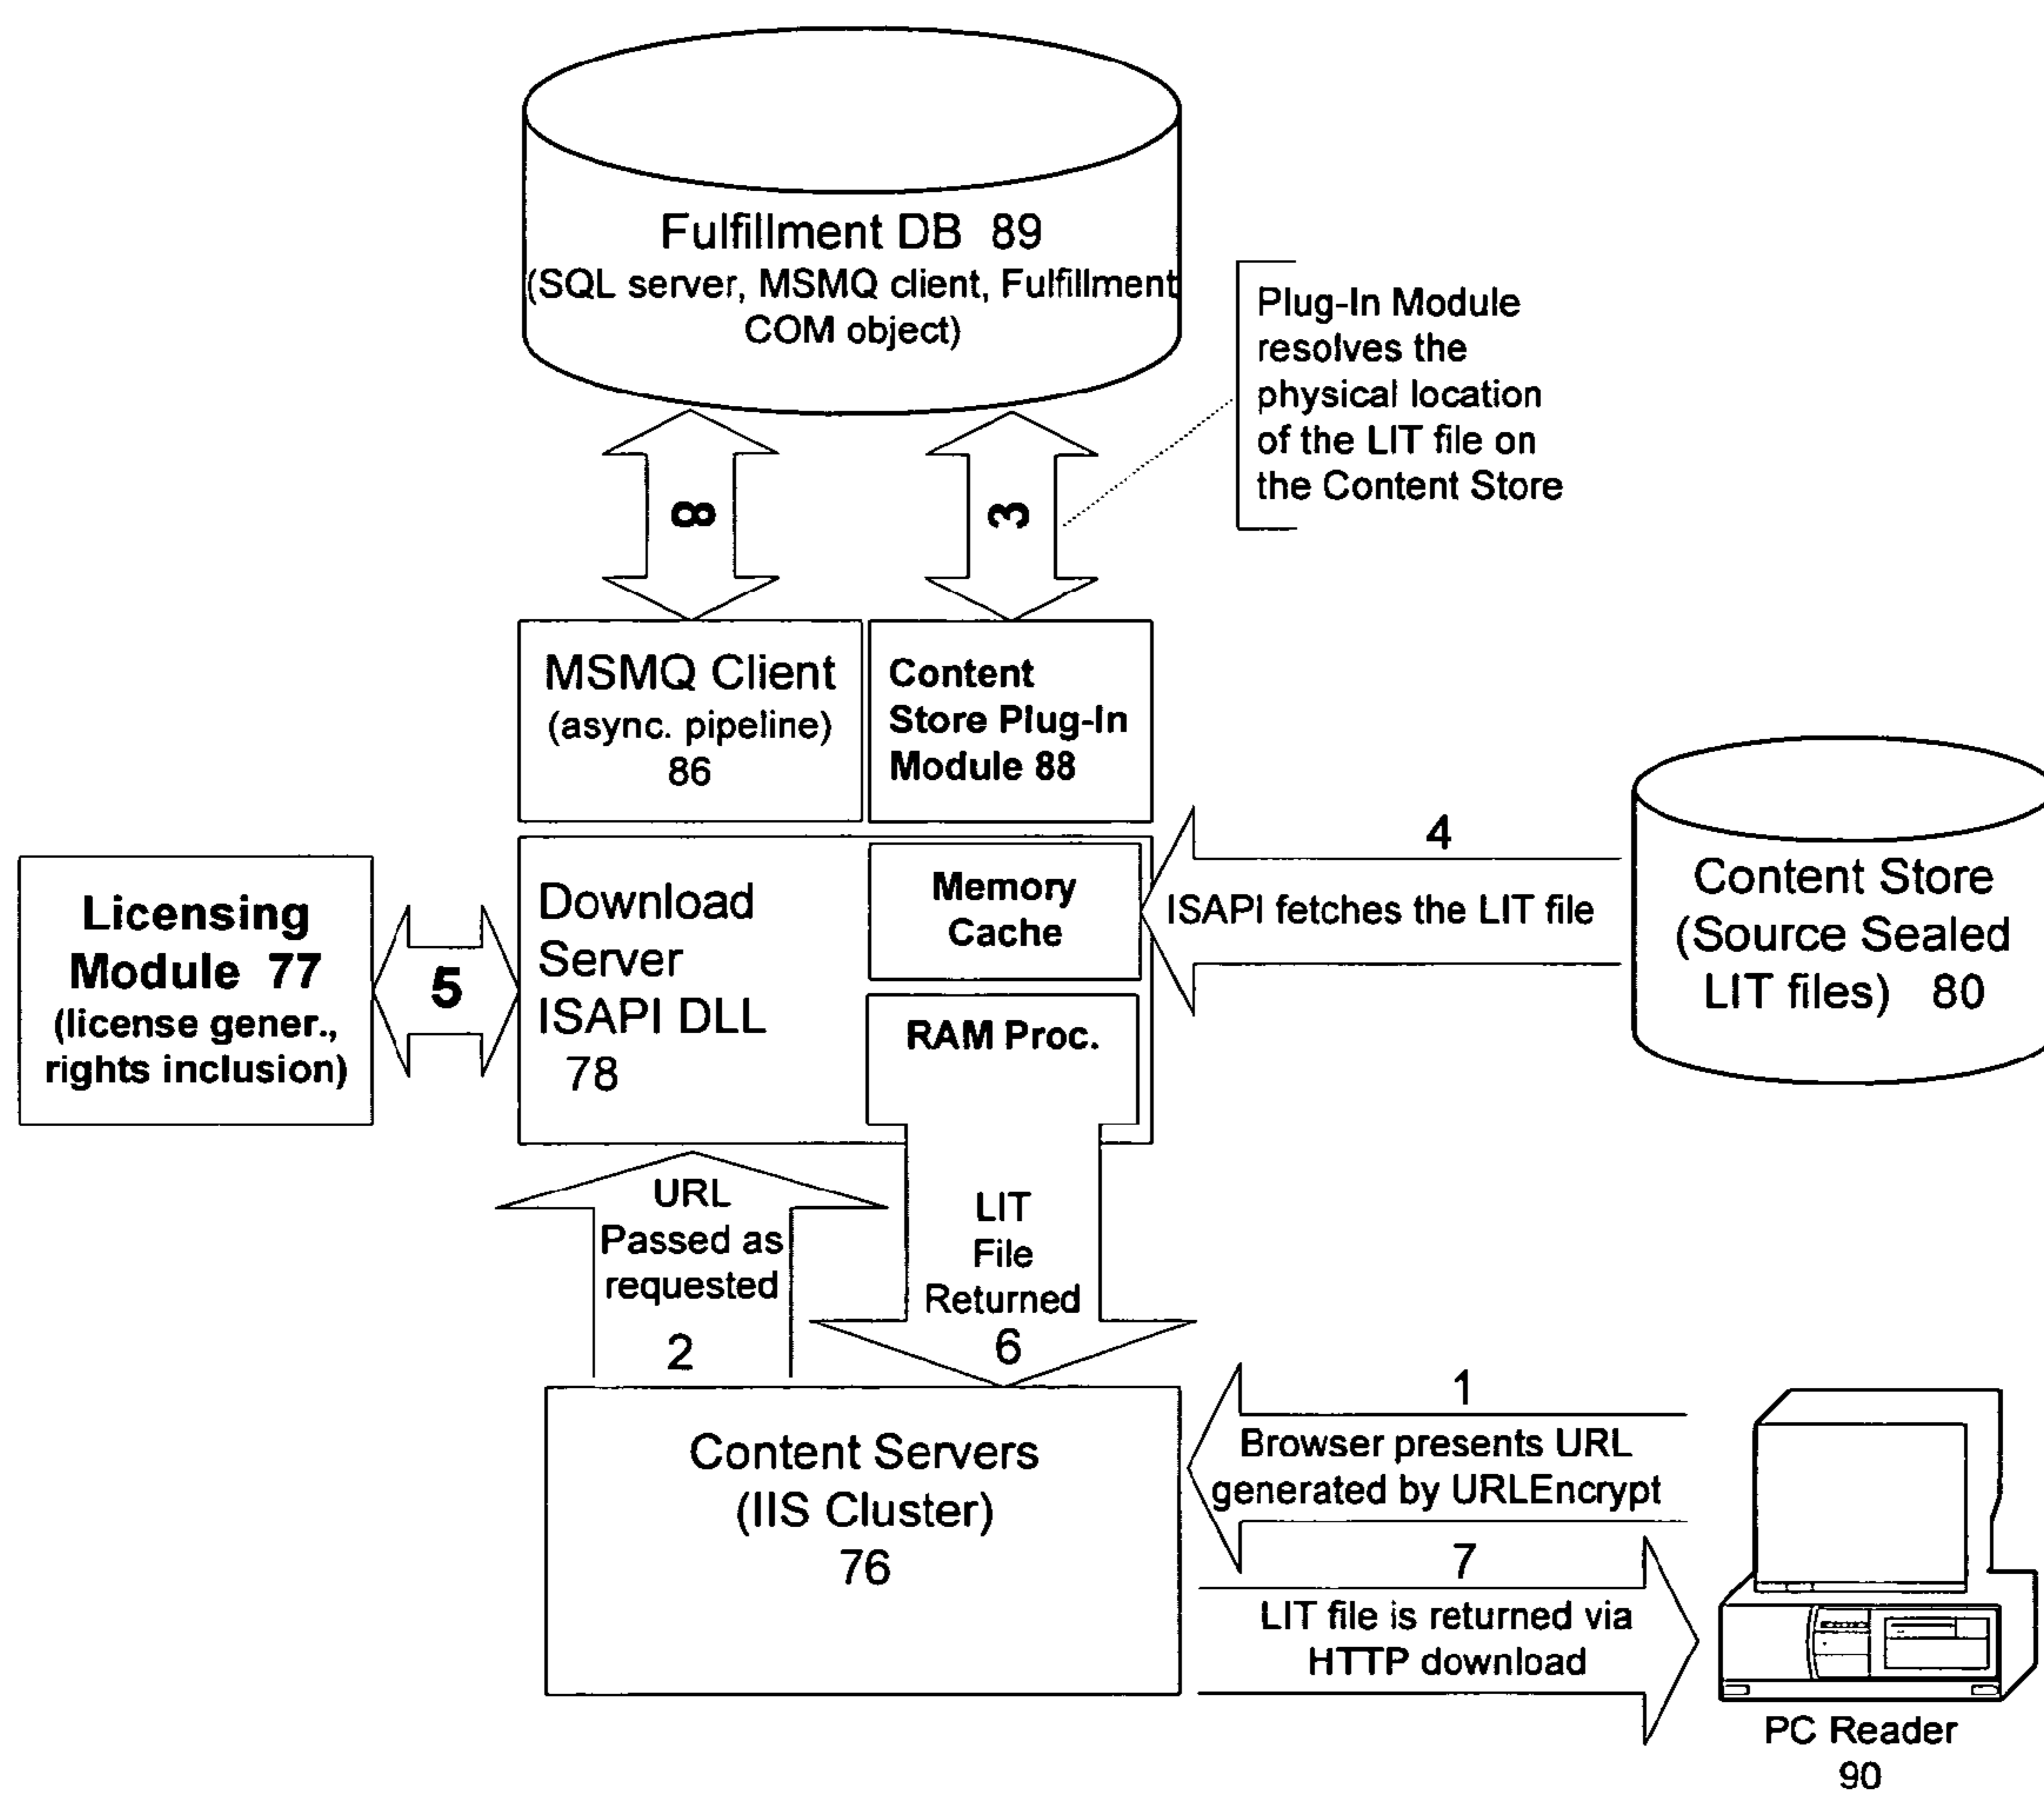 Fulfillment DB 89
(SQL server, MSMQ client, Fulfillment
COM object)
Plug-In Module
resolves the
physical location
of the LIT file on
the Content Store
8
3
MSMQ Client
(async. pipeline)
86
Content
Store Plug-In
Module 88
Licensing
Module 77
(license gener.,
rights inclusion)
5
Download
Server
ISAPI DLL
78
Memory
Cache
RAM Proc.
4
ISAPI fetches the LIT file
Content Store
(Source Sealed
LIT files) 80
URL
Passed as
requested
2
LIT
File
Returned
6
Content Servers
(IIS Cluster)
76
1
Browser presents URL
generated by URLEncrypt
7
LIT file is returned via
HTTP download
PC Reader
90